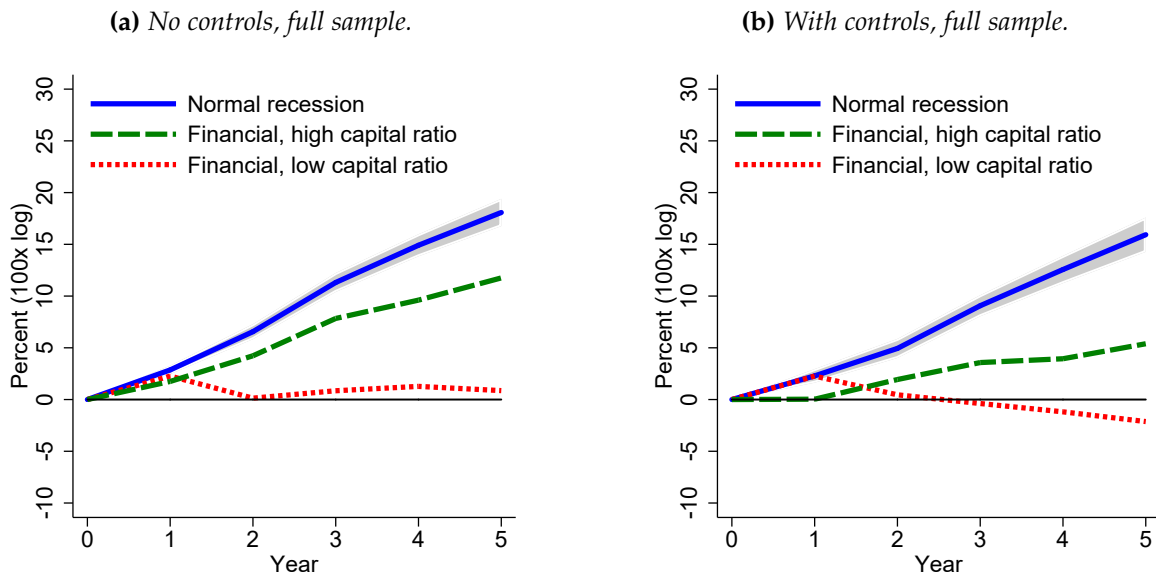 (a) No controls, full sample.
Percent (100x log)
30
25
20
15
10
5
0
-5
-10
Normal recession
Financial, high capital ratio
Financial, low capital ratio
0 1 2 3 4 5
Year
(b) With controls, full sample.
Percent (100x log)
30
25
20
15
10
5
0
-5
-10
Normal recession
Financial, high capital ratio
Financial, low capital ratio
0 1 2 3 4 5
Year